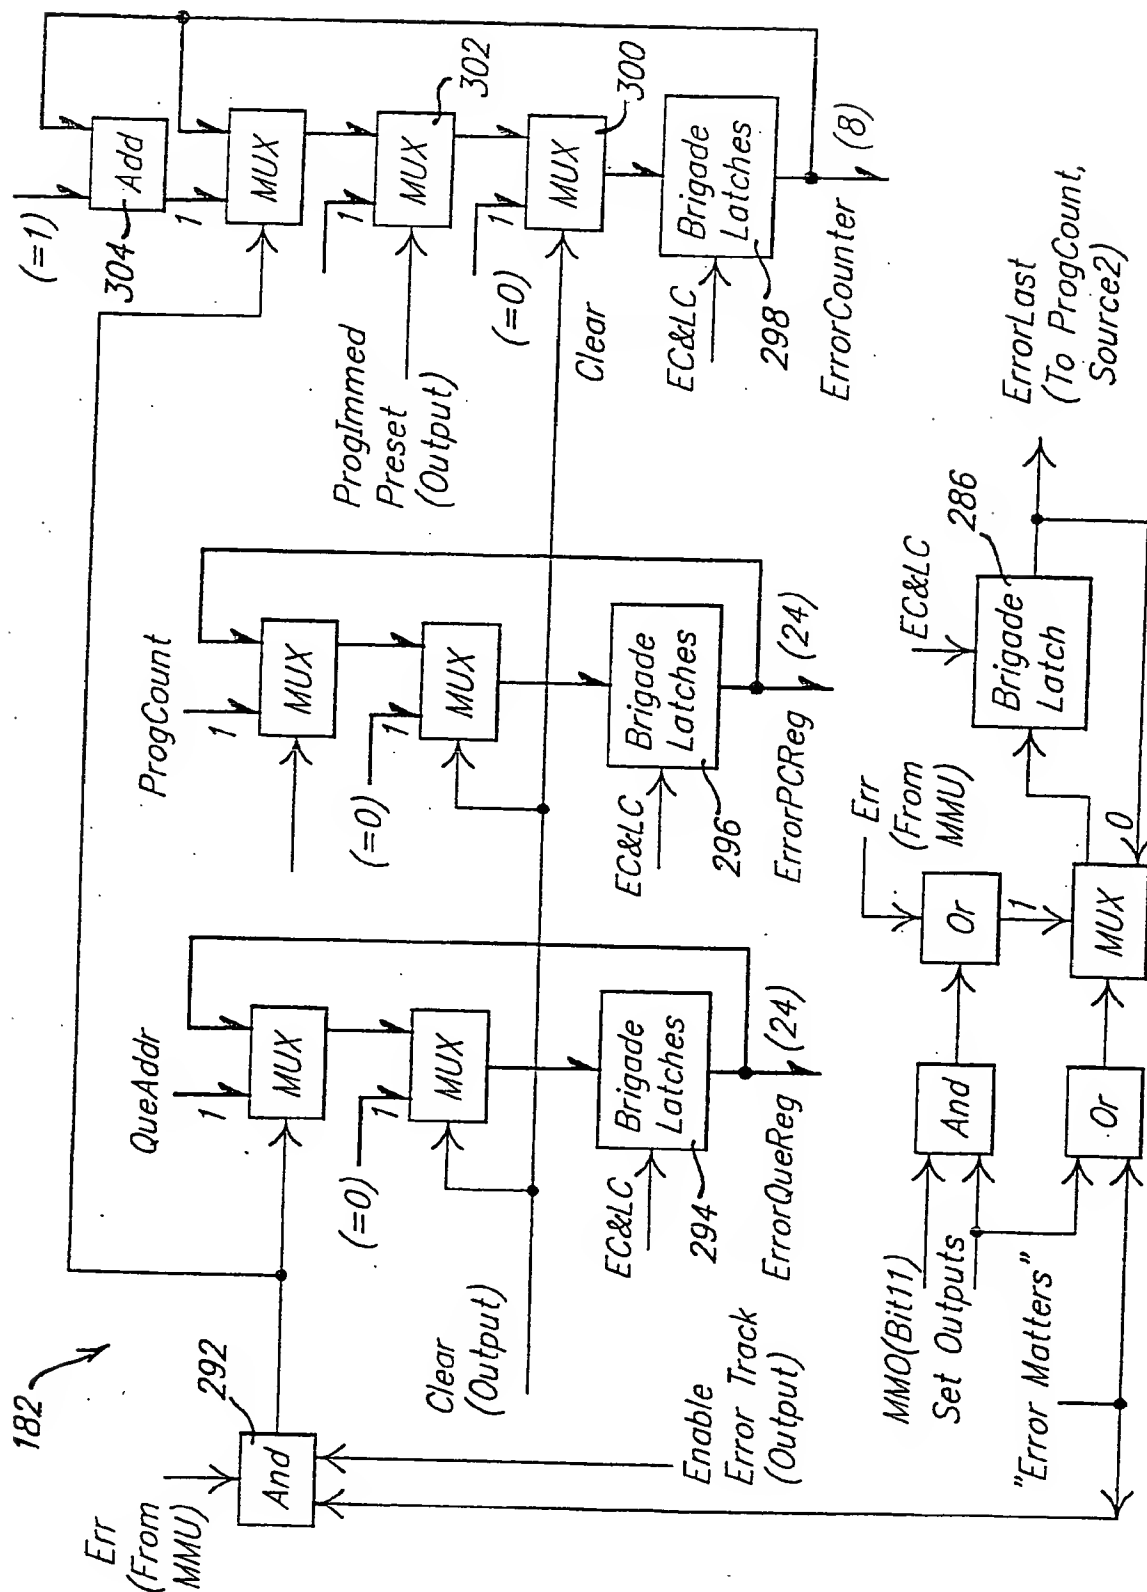 182
Err
(From
MMU)
And
292
QueAddr
1
MUX
(=0)
1
MUX
Clear
(Output)
EC&LC
Brigade
Latches
294
ErrorQueReg
(24)
Enable
Error Track
(Output)
ProgCount
1
MUX
(=0)
1
MUX
EC&LC
Brigade
Latches
296
ErrorPCReg
(24)
(=1)
304
Add
1
MUX
302
1
MUX
ProgImmed
Preset
(Output)
300
(=0)
1
MUX
Clear
EC&LC
Brigade
Latches
298
ErrorCounter
(8)
MMO(Bit11)
Set Outputs
"Error Matters"
And
Or
Err
(From
MMU)
Or
1
MUX
0
EC&LC
Brigade
Latch
286
ErrorLast
(To ProgCount,
Source2)